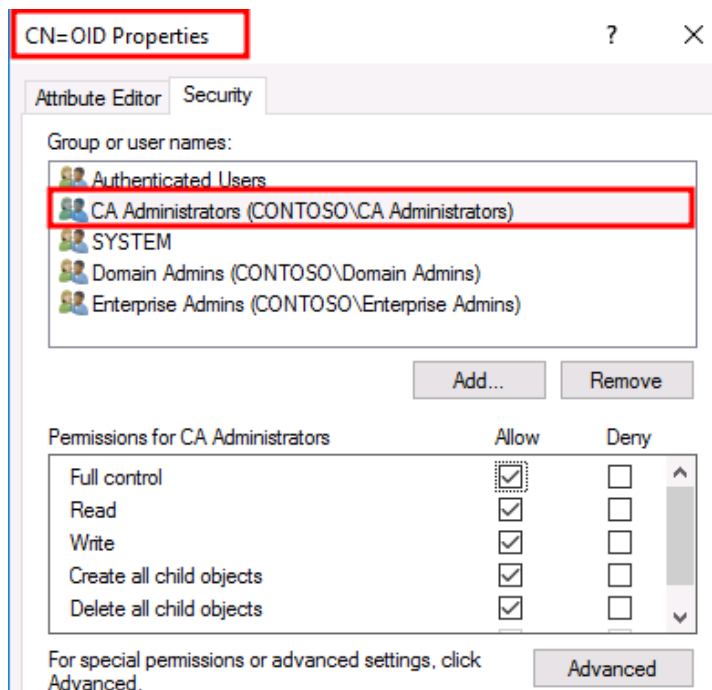 CN=OID Properties ? ×
Attribute Editor Security
Group or user names:
Authenticated Users
CA Administrators (CONTOSO\CA Administrators)
SYSTEM
Domain Admins (CONTOSO\Domain Admins)
Enterprise Admins (CONTOSO\Enterprise Admins)
Add... Remove
Permissions for CA Administrators Allow Deny
Full control
Read
Write
Create all child objects
Delete all child objects
For special permissions or advanced settings, click
Advanced.
Advanced